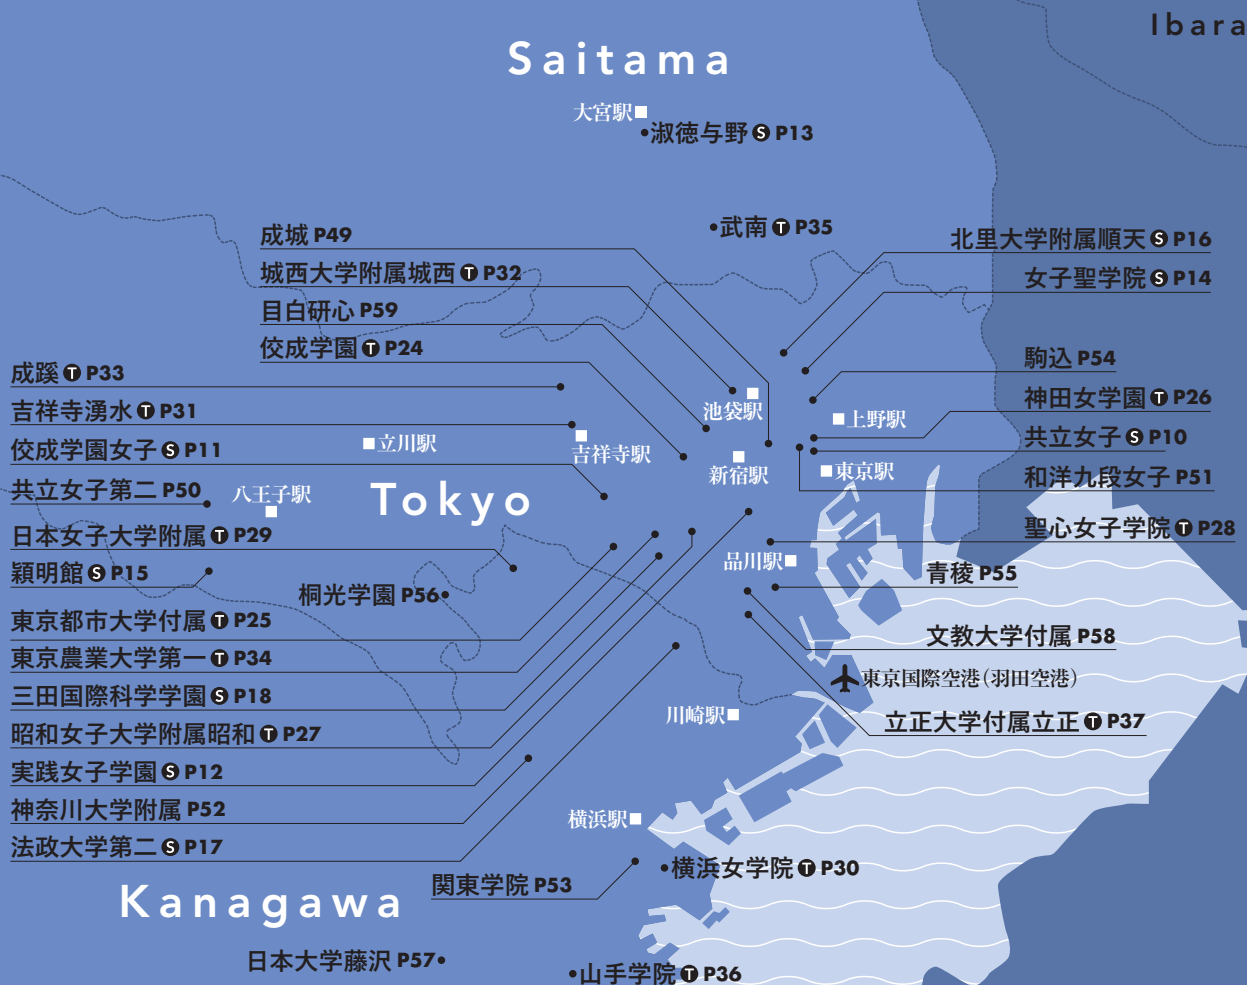 Ibara
Saitama
大宮駅
淑徳与野 S P13
武南 T P35
成城 P49
城西大学附属城西 T P32
目白研心 P59
佼成学園 T P24
成蹊 T P33
吉祥寺湧水 T P31
佼成学園女子 S P11
共立女子第二 P50
日本女子大学附属 T P29
穎明館 S P15
桐光学園 P56
東京都市大学付属 T P25
東京農業大学第一 T P34
三田国際科学学園 S P18
昭和女子大学附属昭和 T P27
実践女子学園 S P12
神奈川大学附属 P52
法政大学第二 S P17
関東学院 P53
立川駅
八王子駅
吉祥寺駅
Tokyo
池袋駅
新宿駅
上野駅
東京駅
品川駅
川崎駅
横浜駅
北里大学附属順天 S P16
女子聖学院 S P14
駒込 P54
神田女学園 T P26
共立女子 S P10
和洋九段女子 P51
聖心女子学院 T P28
青稜 P55
文教大学付属 P58
東京国際空港(羽田空港)
立正大学付属立正 T P37
横浜女学院 T P30
Kanagawa
日本大学藤沢 P57
山手学院 T P36